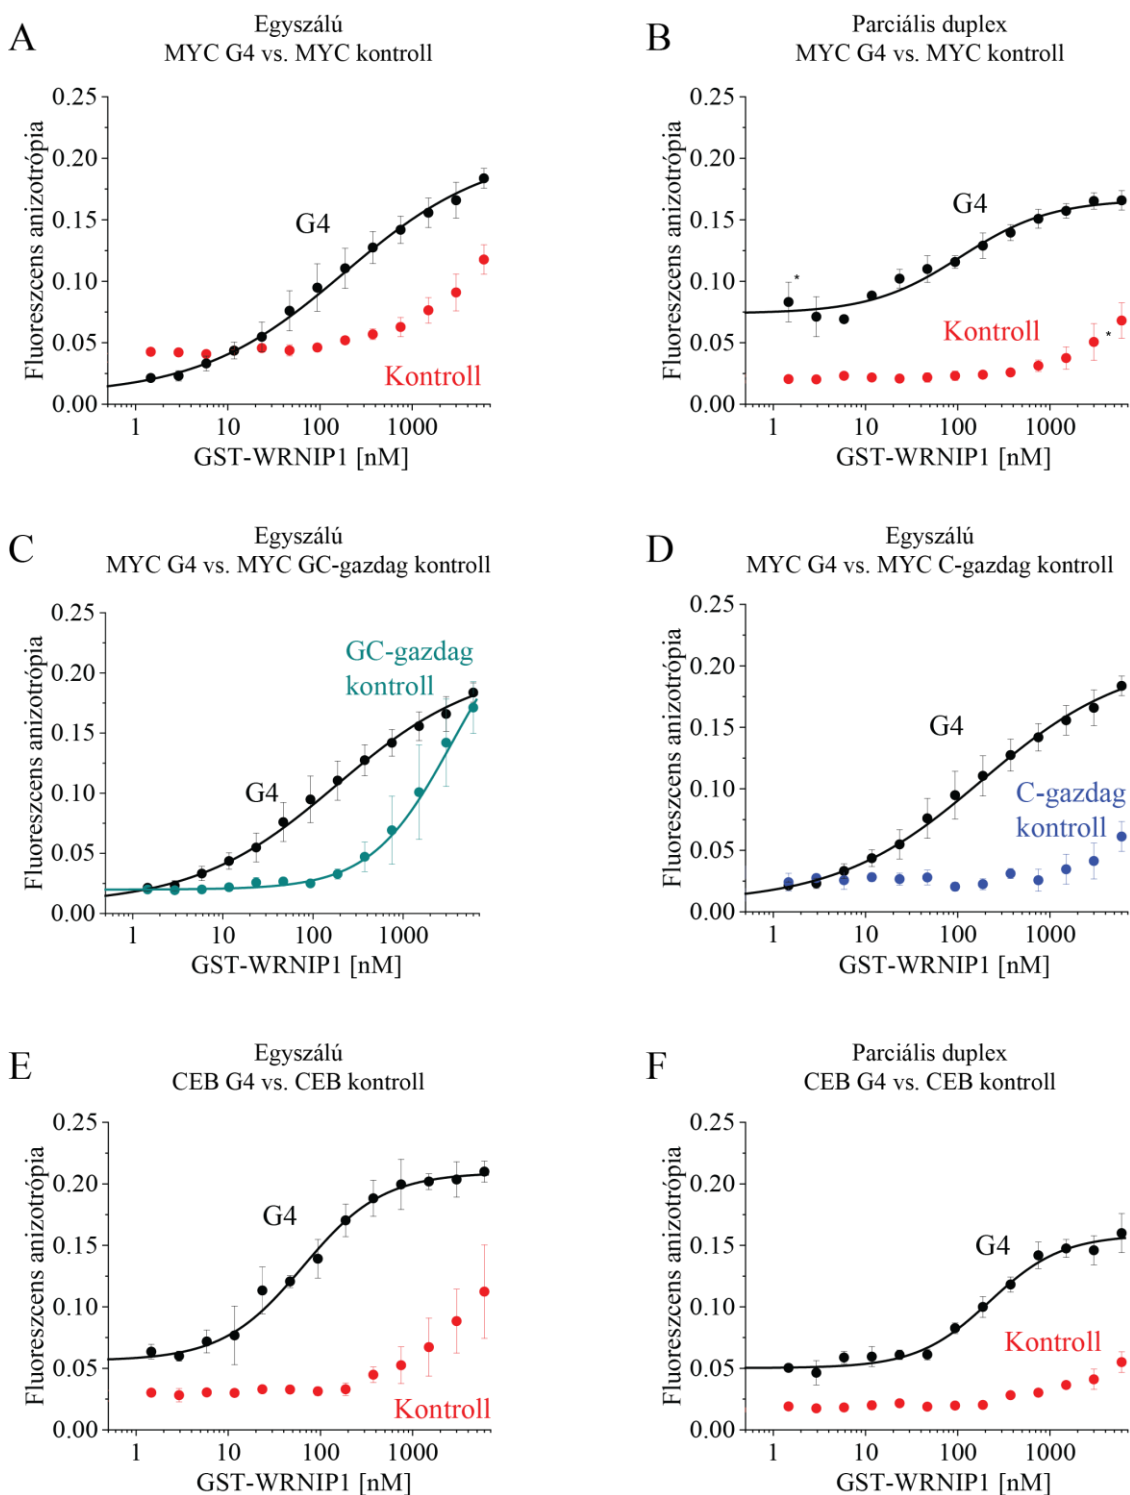 A
Egyszálú
MYC G4 vs. MYC kontroll
Fluoreszcens anizotrópia
0.25
0.20
0.15
0.10
0.05
0.00
G4
Kontroll
1 10 100 1000
GST-WRNIP1 [nM]
B
Parciális duplex
MYC G4 vs. MYC kontroll
Fluoreszcens anizotrópia
0.25
0.20
0.15
0.10
0.05
0.00
G4
*
Kontroll
*
1 10 100 1000
GST-WRNIP1 [nM]
C
Egyszálú
MYC G4 vs. MYC GC-gazdag kontroll
Fluoreszcens anizotrópia
0.25
0.20
0.15
0.10
0.05
0.00
GC-gazdag
kontroll
G4
1 10 100 1000
GST-WRNIP1 [nM]
D
Egyszálú
MYC G4 vs. MYC C-gazdag kontroll
Fluoreszcens anizotrópia
0.25
0.20
0.15
0.10
0.05
0.00
G4
C-gazdag
kontroll
1 10 100 1000
GST-WRNIP1 [nM]
E
Egyszálú
CEB G4 vs. CEB kontroll
Fluoreszcens anizotrópia
0.25
0.20
0.15
0.10
0.05
0.00
G4
Kontroll
1 10 100 1000
GST-WRNIP1 [nM]
F
Parciális duplex
CEB G4 vs. CEB kontroll
Fluoreszcens anizotrópia
0.25
0.20
0.15
0.10
0.05
0.00
G4
Kontroll
1 10 100 1000
GST-WRNIP1 [nM]